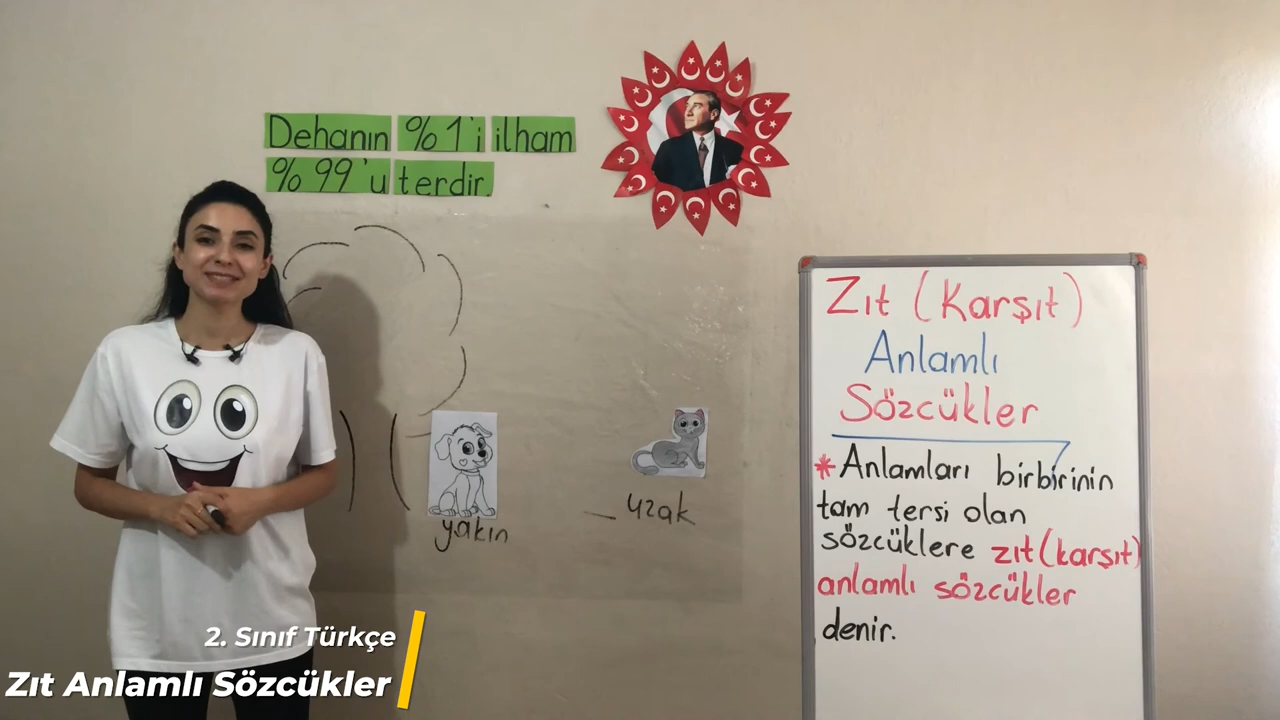 Dehanın %1'i ilham
%99'u terdir.
yakın
uzak
Zıt (Karşıt)
Anlamlı
Sözcükler
*Anlamları birbirinin
tam tersi olan
sözcüklere zıt (karşıt)
anlamlı sözcükler
denir.
2. Sınıf Türkçe
Zıt Anlamlı Sözcükler